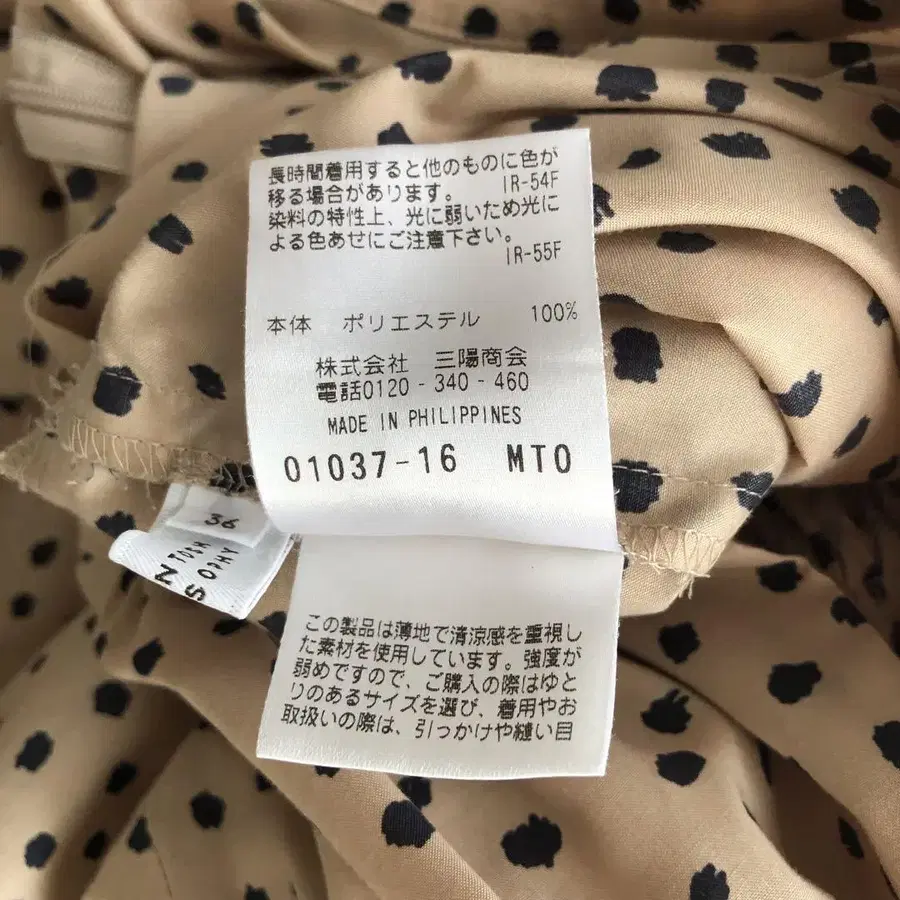 長時間着用すると他のものに色が
移る場合があります。 IR-54F
染料の特性上、光に弱いため光に
よる色あせにご注意下さい。
IR-55F
本体 ポリエステル 100%
株式会社 三陽商会
電話0120-340-460
MADE IN PHILIPPINES
01037-16 MTO
36
この製品は薄地で清涼感を重視し
た素材を使用しています。強度が
弱めですので、ご購入の際はゆと
りのあるサイズを選び、着用やお
取扱いの際は、引っかけや縫い目